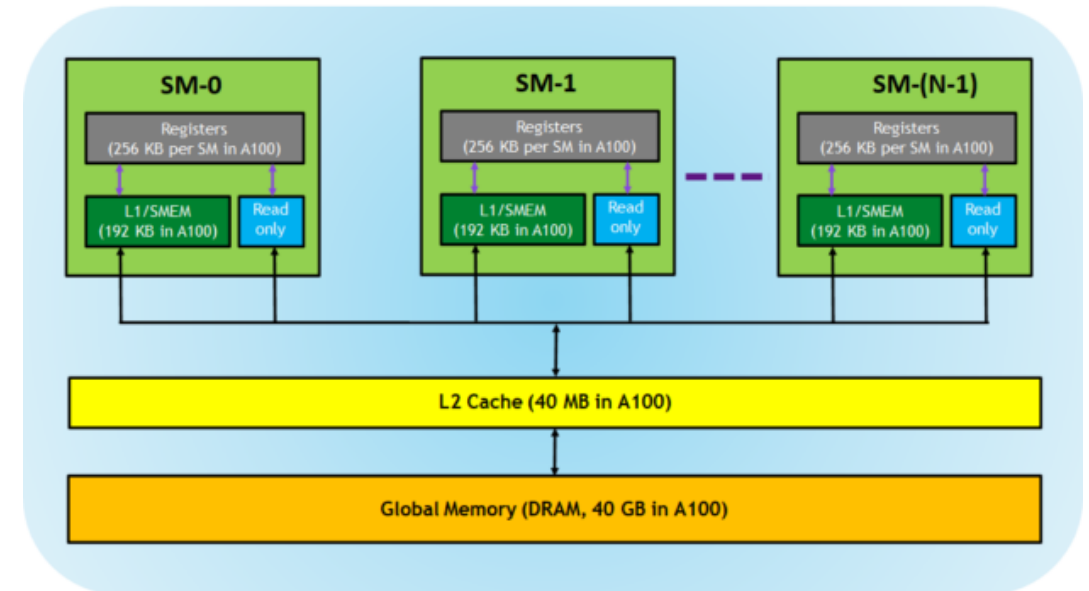 SM-0
Registers
(256 KB per SM in A100)
L1/SMEM
(192 KB in A100)
Read
only
SM-1
Registers
(256 KB per SM in A100)
L1/SMEM
(192 KB in A100)
Read
only
SM-(N-1)
Registers
(256 KB per SM in A100)
L1/SMEM
(192 KB in A100)
Read
only
L2 Cache (40 MB in A100)
Global Memory (DRAM, 40 GB in A100)